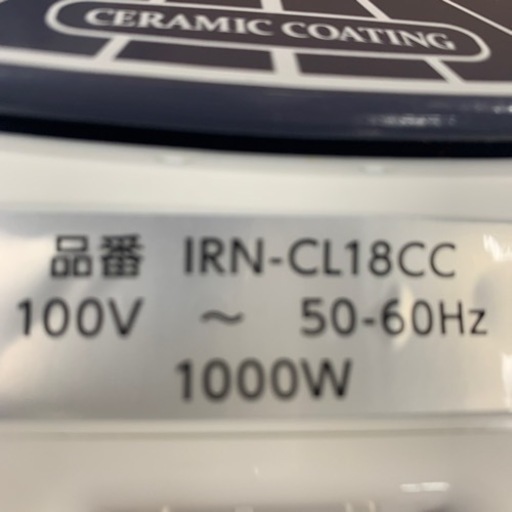 CERAMIC COATING
品番 IRN-CL18CC
100V ～ 50-60Hz
1000W